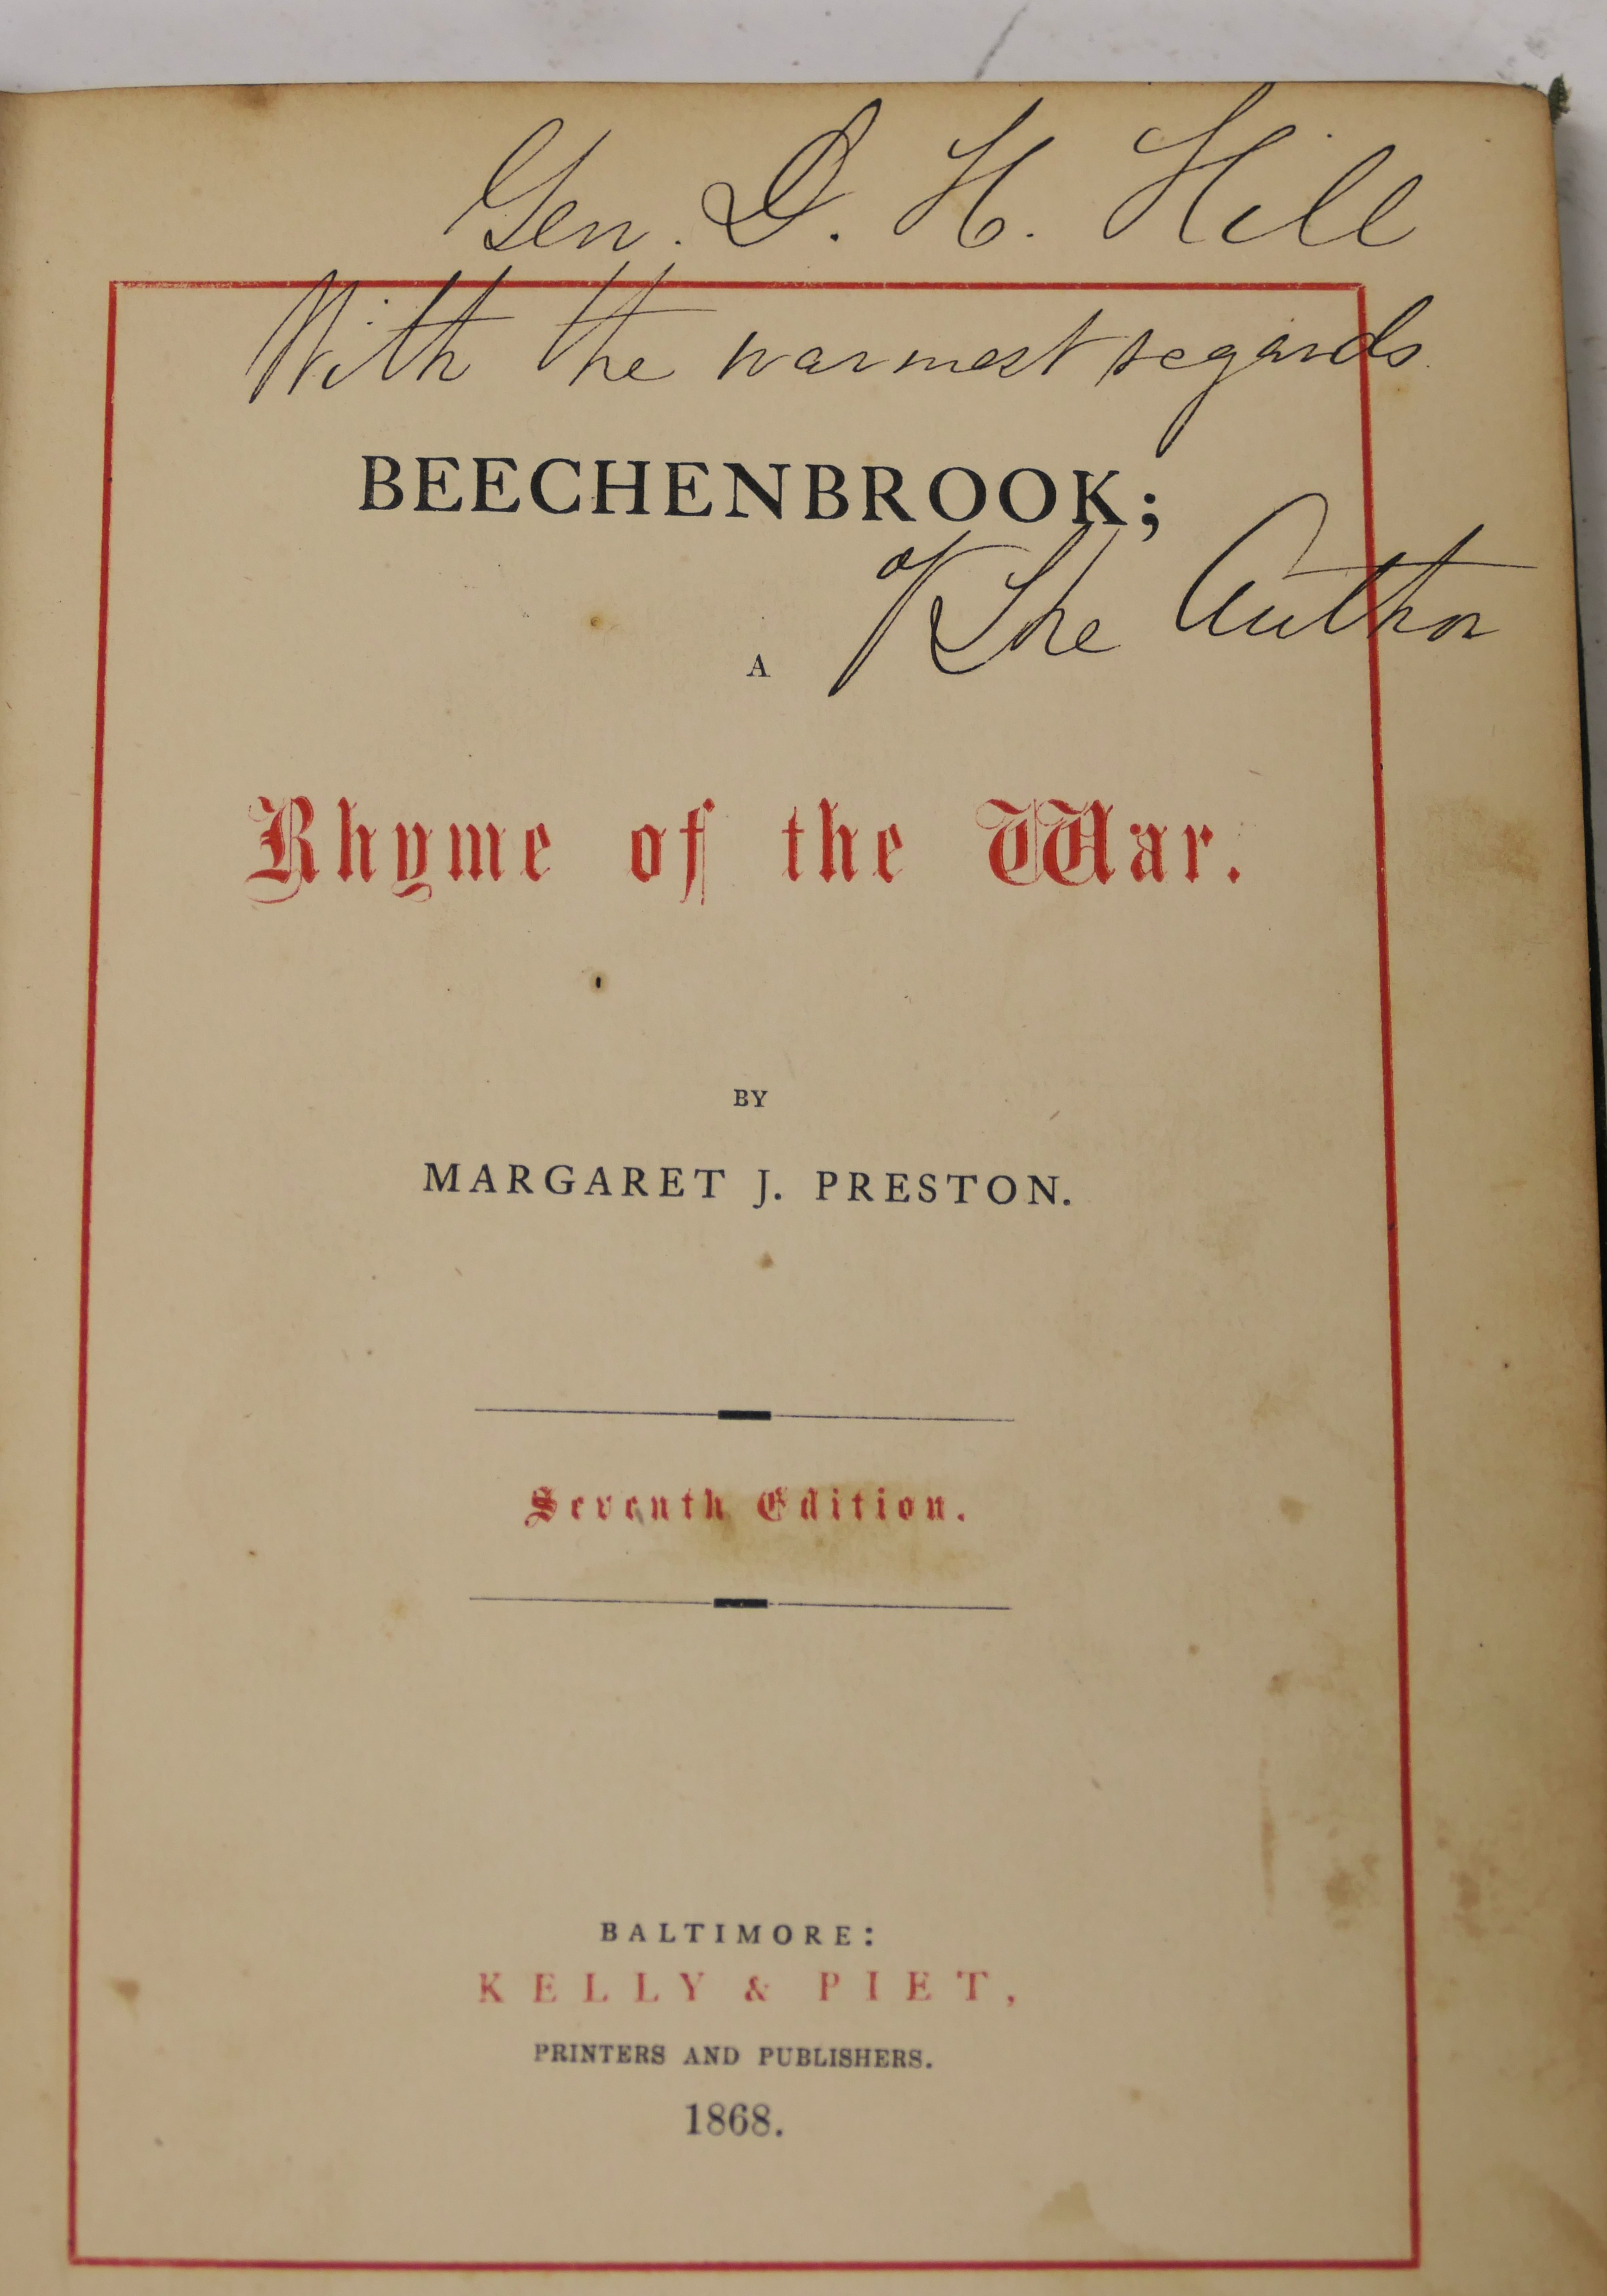 Gen. D. H. Hill
With the warmest regards
BEECHENBROOK;
of The Author
A
Rhyme of the War.
BY
MARGARET J. PRESTON.
Seventh Edition.
BALTIMORE:
KELLY & PIET,
PRINTERS AND PUBLISHERS.
1868.